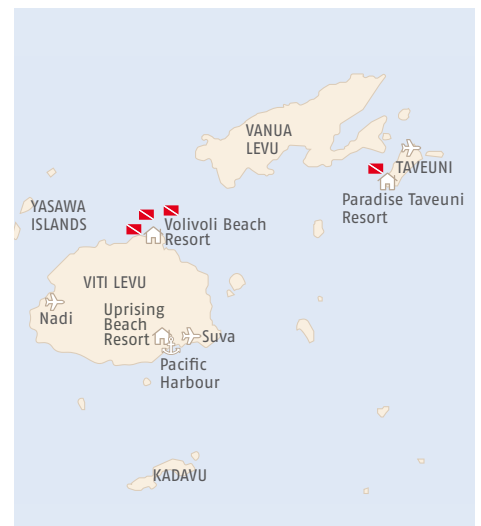 VANUA
LEVU
TAVEUNI
Paradise Taveuni
Resort
YASAWA
ISLANDS
Volivoli Beach
Resort
VITI LEVU
Nadi
Uprising
Beach
Resort
Suva
Pacific
Harbour
KADAVU